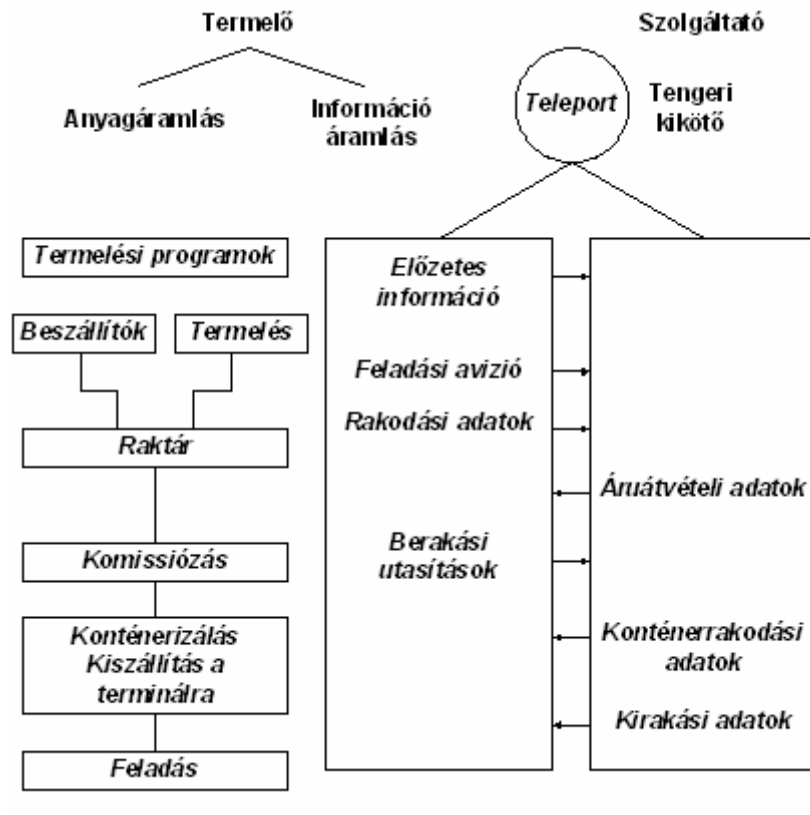 Termelő
Szolgáltató
Anyagáramlás
Információ
áramlás
Teleport
Tengeri
kikötő
Termelési programok
Beszállítók
Termelés
Raktár
Komissiózás
Konténerizálás
Kiszállítás a
terminálra
Feladás
Előzetes
információ
Feladási avizió
Rakodási adatok
Berakási
utasítások
Áruátvételi adatok
Konténerrakodási
adatok
Kirakási adatok